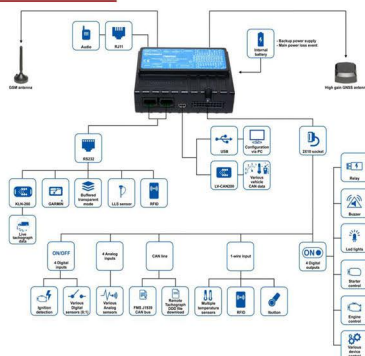 Audio
RJ11
Internal
battery
- Backup power supply
- Main power loss event
GSM antenna
High gain GNSS antenna
RS232
USB
Configuration
via PC
2X10 socket
LV-CAN200
Various
vehicle
CAN data
KLN-250
GARMIN
Buffered
transparent
mode
LLS sensor
RFID
Live
tachograph
data
ON/OFF
4 Digital
inputs
4 Analog
inputs
CAN line
1-wire input
ON
4 Digital
outputs
Ignition
detection
Various
Digital
sensors (0;1)
Various
Analog
sensors
FMS, J1939
CAN bus
Remote
Tachograph
DDD file
download
Multiple
temperature
sensors
RFID
Ibutton
Relay
Buzzer
Led lights
Starter
control
Engine
control
Various
device